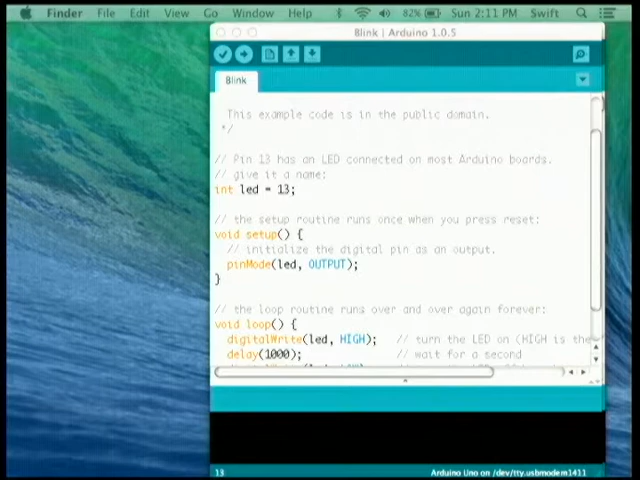 Finder File Edit View Go Window Help 82% Sun 2:11 PM Swift
Blink | Arduino 1.0.5
Blink
This example code is in the public domain.
*/
// Pin 13 has an LED connected on most Arduino boards.
// give it a name:
int led = 13;
// the setup routine runs once when you press reset:
void setup() {
// initialize the digital pin as an output.
pinMode(led, OUTPUT);
}
// the loop routine runs over and over again forever:
void loop() {
digitalWrite(led, HIGH); // turn the LED on (HIGH is the
delay(1000); // wait for a second
13 Arduino Uno on /dev/tty.usbmodem1411